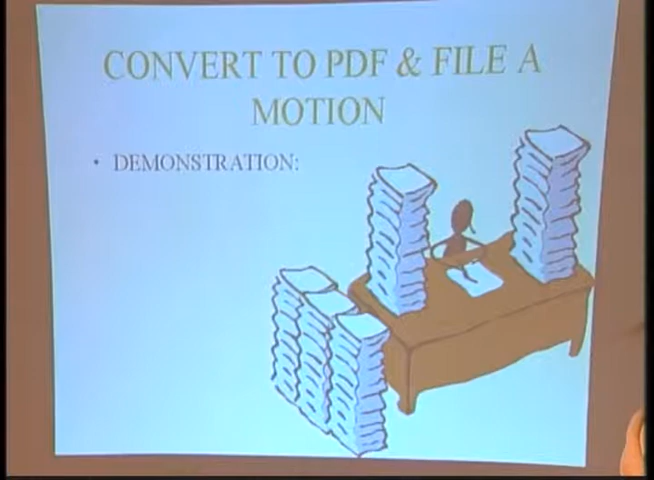 CONVERT TO PDF & FILE A
MOTION
• DEMONSTRATION: